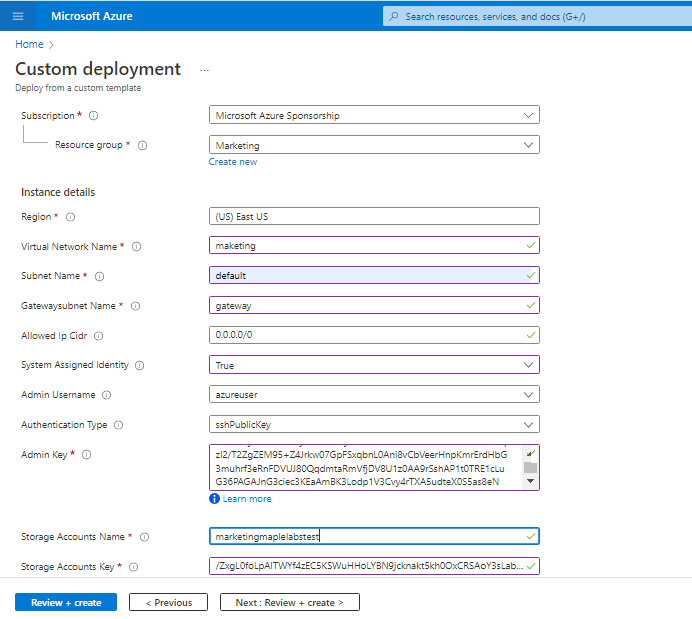 Microsoft Azure
Search resources, services, and docs (G+/)
Home >
Custom deployment ...
Deploy from a custom template
Subscription *
Microsoft Azure Sponsorship
Resource group *
Marketing
Create new
Instance details
Region *
(US) East US
Virtual Network Name *
maketing
Subnet Name *
default
Gatewaysubnet Name *
gateway
Allowed Ip Cidr
0.0.0.0/0
System Assigned Identity
True
Admin Username
azureuser
Authentication Type
sshPublicKey
Admin Key *
zI2/T2ZgZEM95+Z4Jrkw07GpFSxqbnL0Ani8vCbVeerHnpKmrErdHbG
3muhrf3eRnFDVUJ80QqdmtaRmVfjDV8U1z0AA9rSshAP1t0TRE1cLu
G36PAGAJnG3ciec3KEaAmBK3Lodp1V3Cvy4rTXA5udteX0S5as8eN
Learn more
Storage Accounts Name *
marketingmaplelabstest
Storage Accounts Key *
/ZxgL0foLpAITWYf4zEC5KSWuHHoLYBN9jcknakt5kh0OxCRSAoY3sLab...
Review + create
< Previous
Next : Review + create >